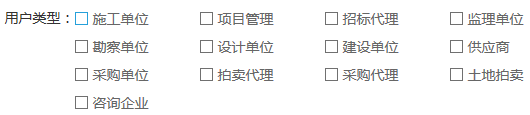 用户类型： 施工单位 项目管理 招标代理 监理单位
勘察单位 设计单位 建设单位 供应商
采购单位 拍卖代理 采购代理 土地拍卖
咨询企业